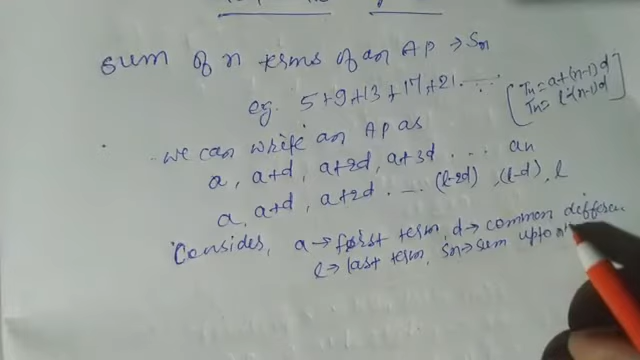 sum of n terms of an AP → Sn
eg. 5+9+13+17+21.....
[Tn = a+(n-1)d
Tn = l-(n-1)d]
we can write an AP as
a, a+d, a+2d, a+3d .... an
a, a+d, a+2d .... (l-2d), (l-d), l
Consider, a → first term, d → common difference
l → last term, Sn → sum upto n